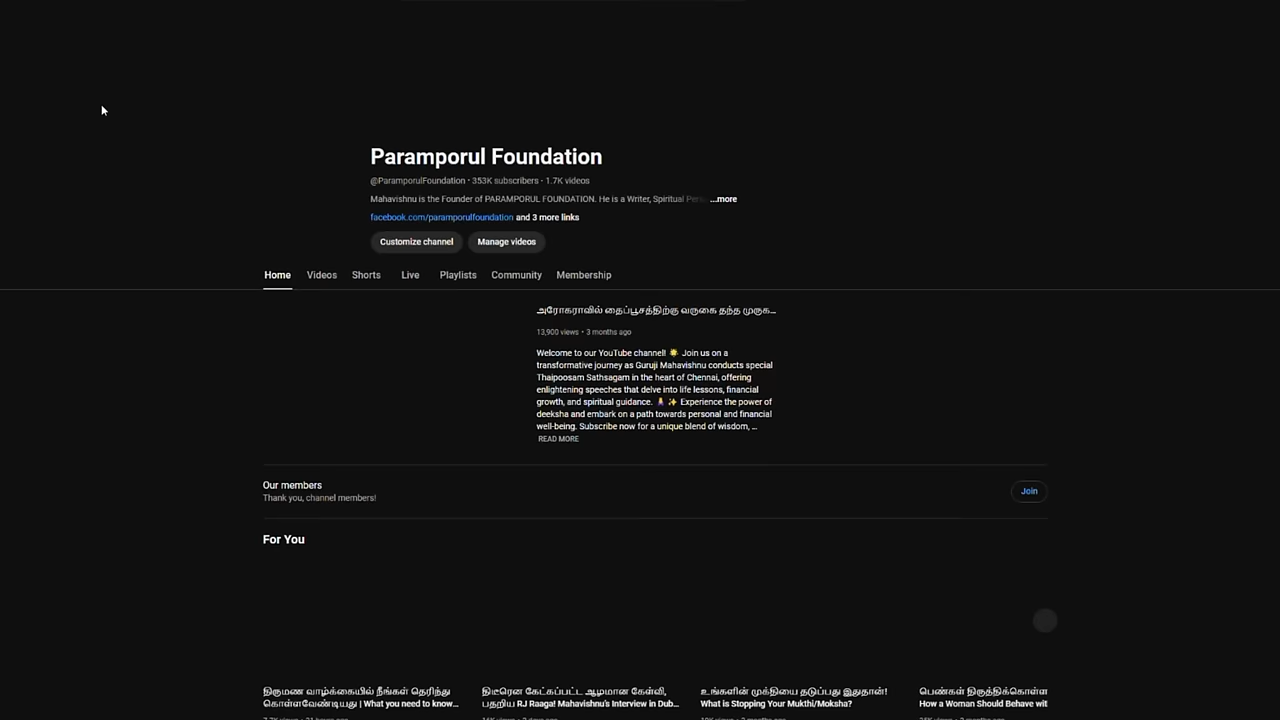 Paramporul Foundation
@ParamporulFoundation • 353K subscribers • 1.7K videos
Mahavishnu is the Founder of PARAMPORUL FOUNDATION. He is a Writer, Spiritual ...more
facebook.com/paramporulfoundation and 3 more links
Customize channel Manage videos
Home Videos Shorts Live Playlists Community Membership
அரோகராவில் தைப்பூசத்திற்கு வருகை தந்த முருக...
13,900 views • 3 months ago
Welcome to our YouTube channel! 🌟 Join us on a
transformative journey as Guruji Mahavishnu conducts special
Thaipoosam Sathsagam in the heart of Chennai, offering
enlightening speeches that delve into life lessons, financial
growth, and spiritual guidance. 🧘 ✨ Experience the power of
deeksha and embark on a path towards personal and financial
well-being. Subscribe now for a unique blend of wisdom, ...
READ MORE
Our members
Thank you, channel members!
Join
For You
திருமண வாழ்க்கையில் நீங்கள் தெரிந்து
கொள்ளவேண்டியது | What you need to know...
திடீரென கேட்கப்பட்ட ஆழமான கேள்வி,
பதறிய RJ Raaga! Mahavishnu's Interview in Dub...
உங்களின் முக்தியை தடுப்பது இதுதான்!
What is Stopping Your Mukthi/Moksha?
பெண்கள் திருத்திக்கொள்ள
How a Woman Should Behave wit